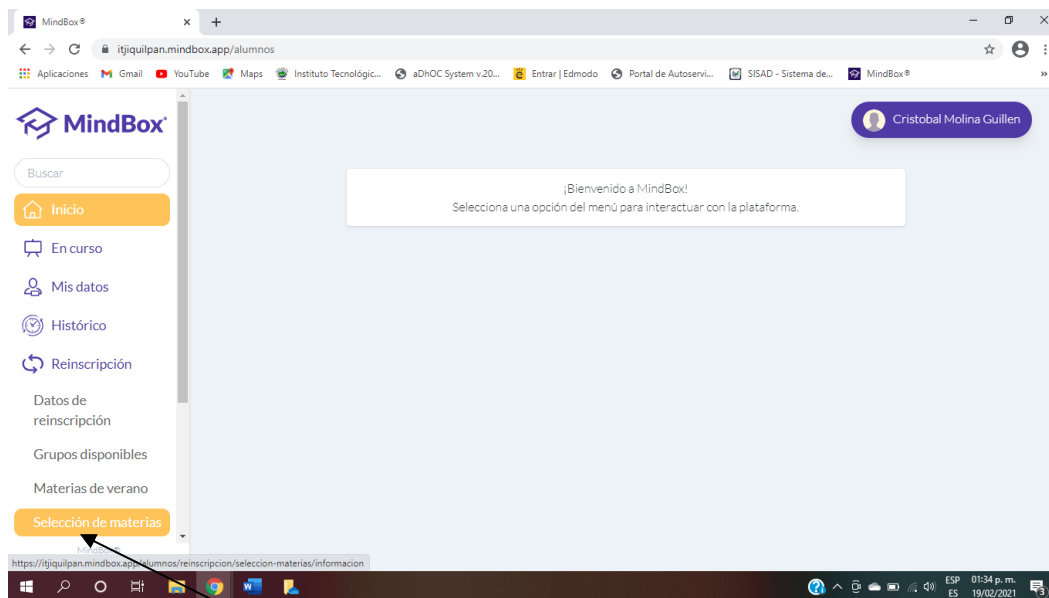 MindBox®
itjiquilpan.mindbox.app/alumnos
Aplicaciones Gmail YouTube Maps Instituto Tecnológic... aDhOC System v.20... Entrar | Edmodo Portal de Autoservi... SISAD - Sistema de... MindBox® »
MindBox
Cristobal Molina Guillen
Buscar
¡Bienvenido a MindBox!
Selecciona una opción del menú para interactuar con la plataforma.
Inicio
En curso
Mis datos
Histórico
Reinscripción
Datos de
reinscripción
Grupos disponibles
Materias de verano
Selección de materias
MindBox®
https://itjiquilpan.mindbox.app/alumnos/reinscripcion/seleccion-materias/informacion
ESP 01:34 p. m.
ES 19/02/2021 3